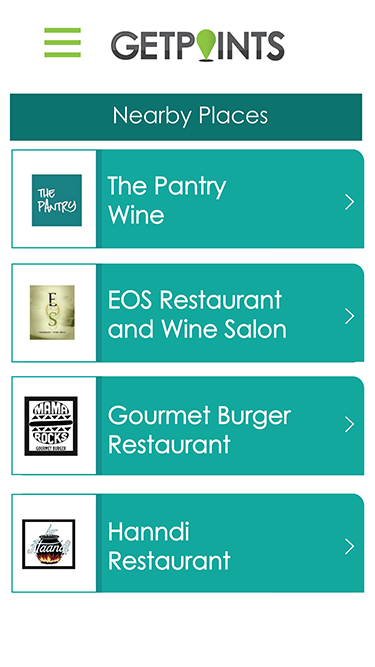 GETPOINTS
Nearby Places
THE
PANTRY
The Pantry
Wine
E
O
S
EOS Restaurant
and Wine Salon
MAMA
ROCKS
GOURMET BURGER
Gourmet Burger
Restaurant
Haandi
Hanndi
Restaurant